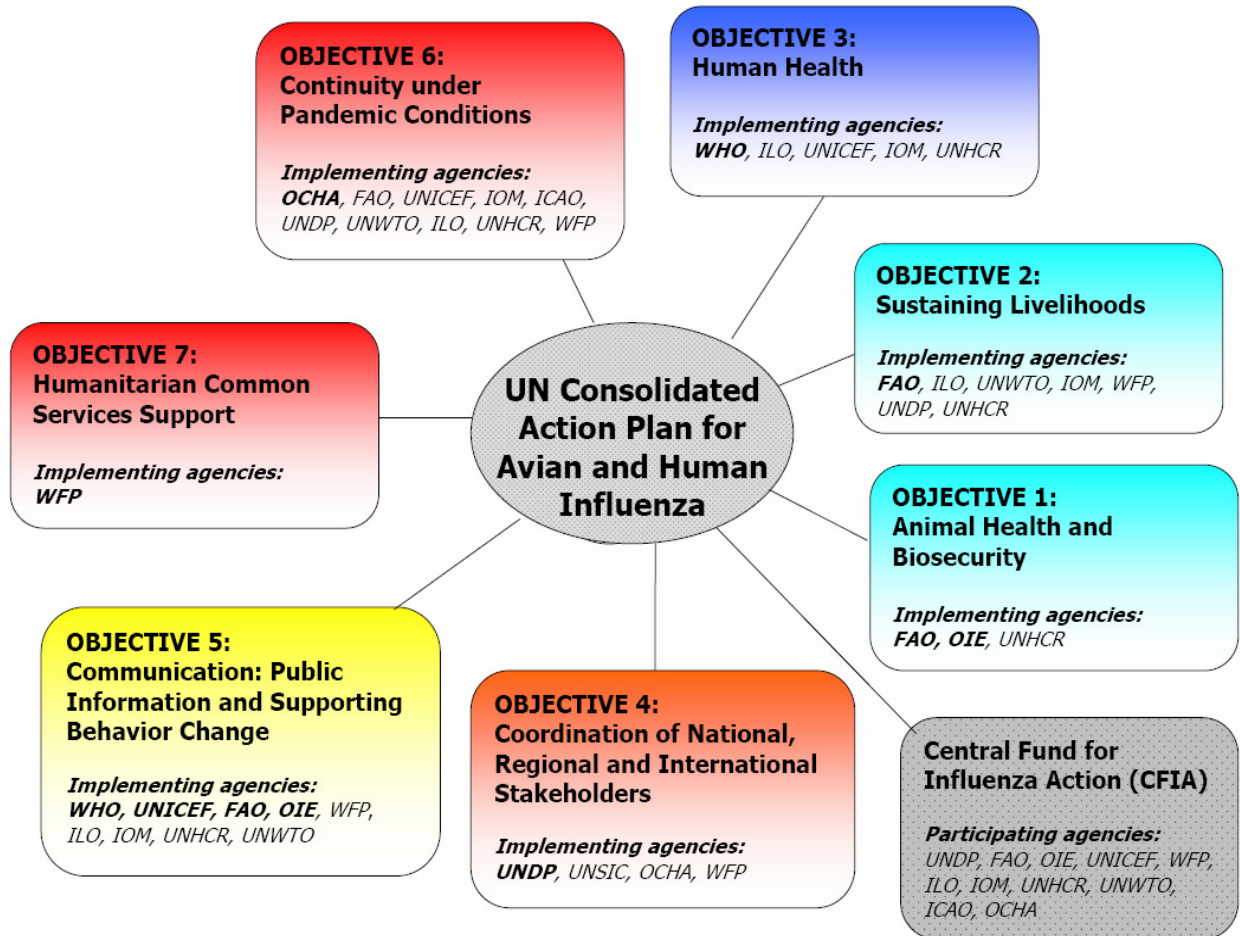 OBJECTIVE 6:
Continuity under
Pandemic Conditions
Implementing agencies:
OCHA, FAO, UNICEF, IOM, ICAO,
UNDP, UNWTO, ILO, UNHCR, WFP
OBJECTIVE 3:
Human Health
Implementing agencies:
WHO, ILO, UNICEF, IOM, UNHCR
OBJECTIVE 2:
Sustaining Livelihoods
Implementing agencies:
FAO, ILO, UNWTO, IOM, WFP,
UNDP, UNHCR
OBJECTIVE 7:
Humanitarian Common
Services Support
Implementing agencies:
WFP
UN Consolidated
Action Plan for
Avian and Human
Influenza
OBJECTIVE 1:
Animal Health and
Biosecurity
Implementing agencies:
FAO, OIE, UNHCR
OBJECTIVE 5:
Communication: Public
Information and Supporting
Behavior Change
Implementing agencies:
WHO, UNICEF, FAO, OIE, WFP,
ILO, IOM, UNHCR, UNWTO
OBJECTIVE 4:
Coordination of National,
Regional and International
Stakeholders
Implementing agencies:
UNDP, UNSIC, OCHA, WFP
Central Fund for
Influenza Action (CFIA)
Participating agencies:
UNDP, FAO, OIE, UNICEF, WFP,
ILO, IOM, UNHCR, UNWTO,
ICAO, OCHA